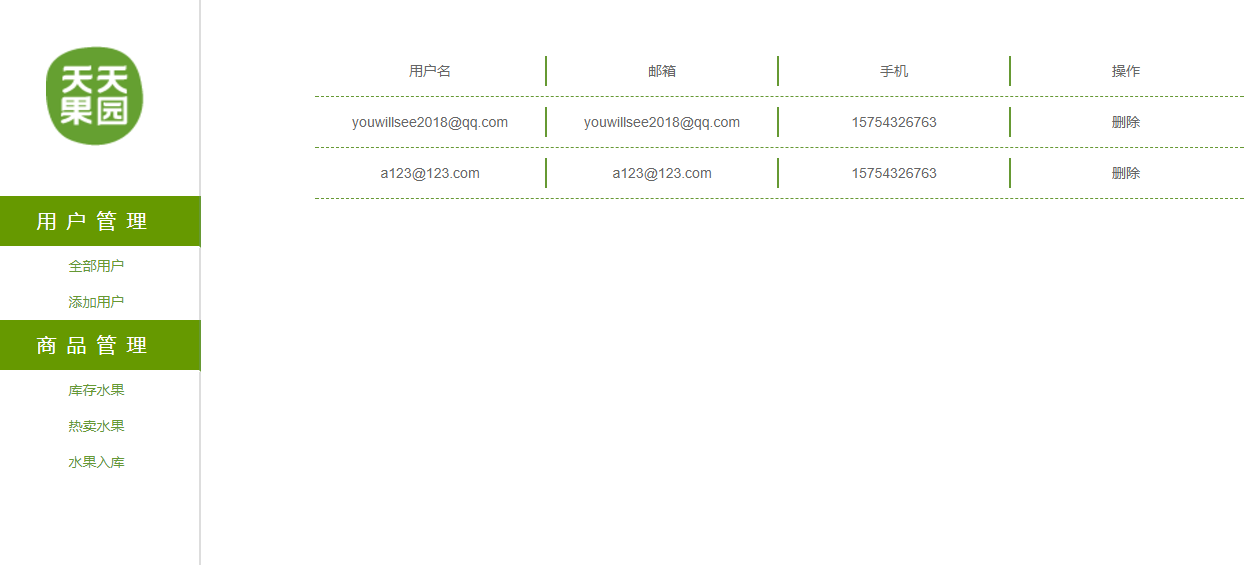 天天
果园
用户管理
全部用户
添加用户
商品管理
库存水果
热卖水果
水果入库
用户名 邮箱 手机 操作
youwillsee2018@qq.com youwillsee2018@qq.com 15754326763 删除
a123@123.com a123@123.com 15754326763 删除